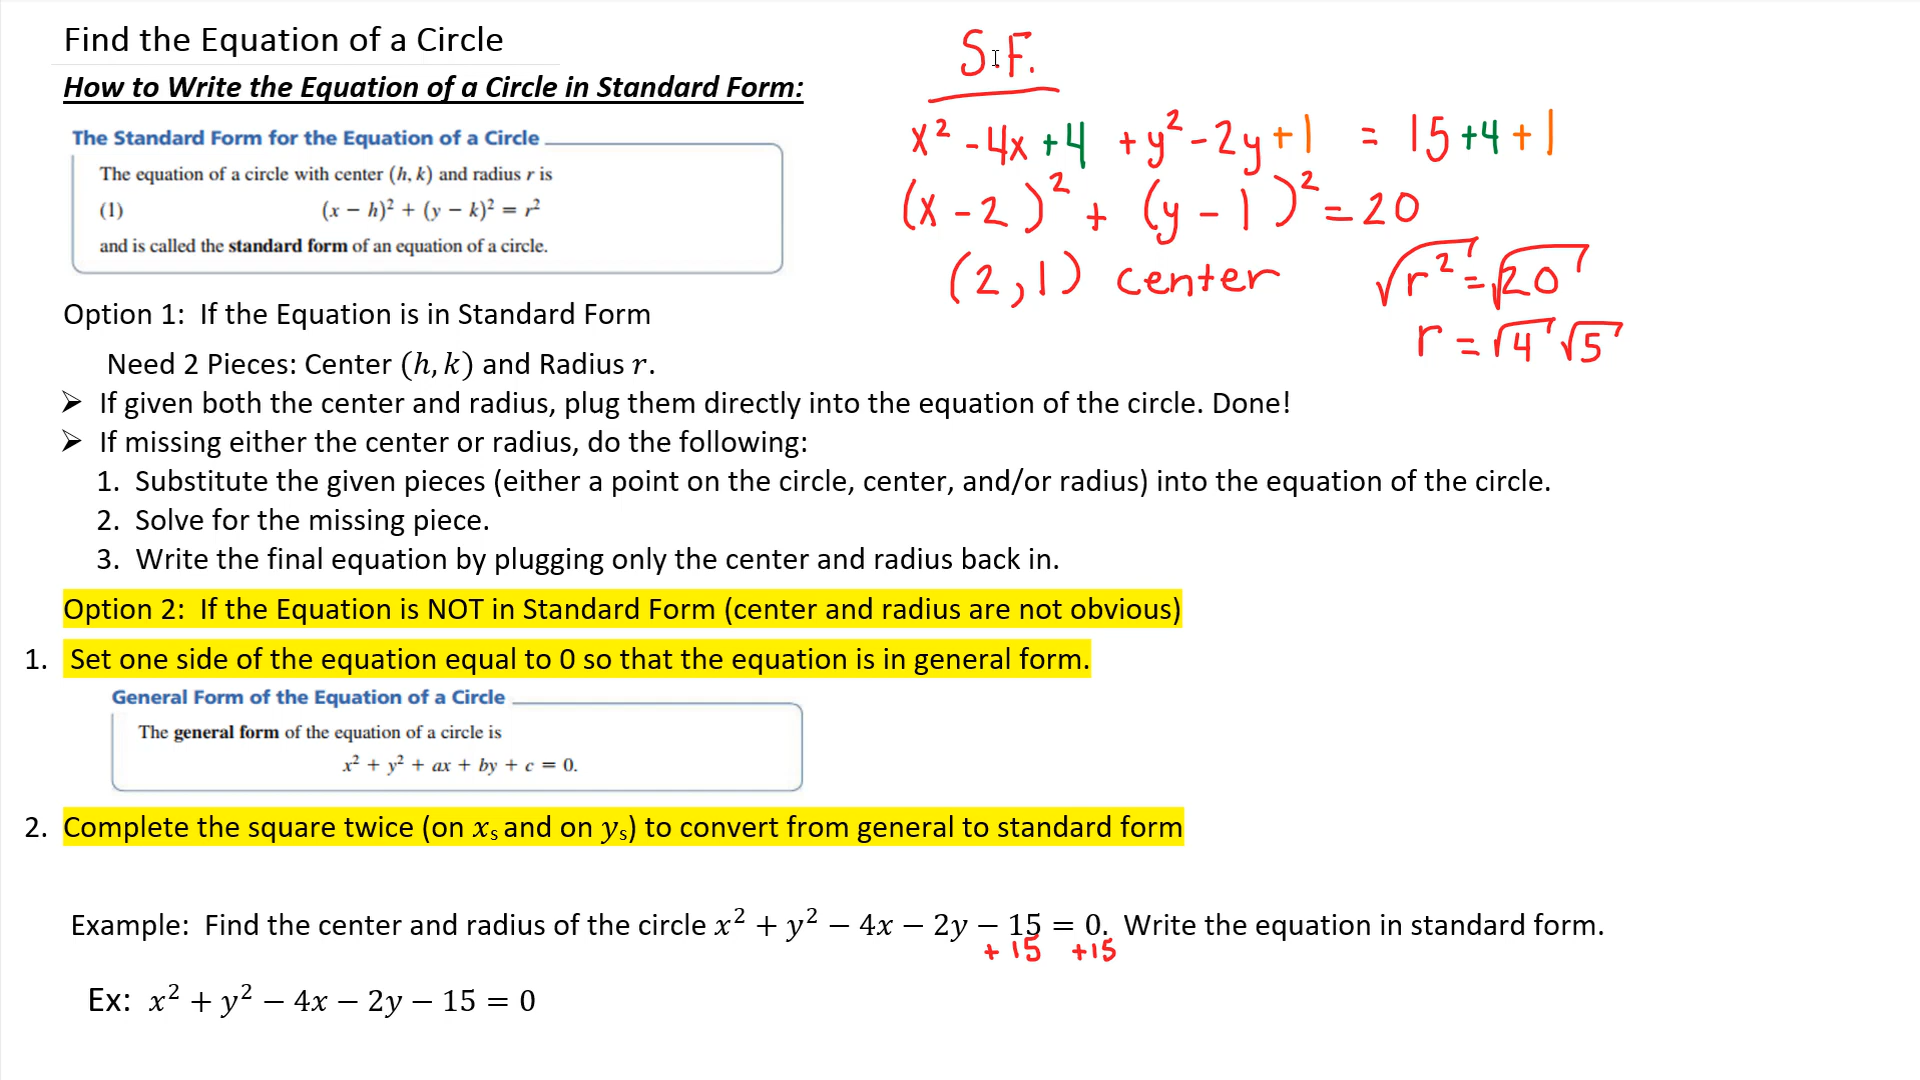 Find the Equation of a Circle
How to Write the Equation of a Circle in Standard Form:
The Standard Form for the Equation of a Circle
The equation of a circle with center (h, k) and radius r is
(1) (x − h)² + (y − k)² = r²
and is called the standard form of an equation of a circle.
S.F.
x² - 4x + 4 + y² - 2y + 1 = 15 + 4 + 1
(x - 2)² + (y - 1)² = 20
(2, 1) center √r² = √20
r = √4 √5
Option 1: If the Equation is in Standard Form
Need 2 Pieces: Center (h, k) and Radius r.
➤ If given both the center and radius, plug them directly into the equation of the circle. Done!
➤ If missing either the center or radius, do the following:
1. Substitute the given pieces (either a point on the circle, center, and/or radius) into the equation of the circle.
2. Solve for the missing piece.
3. Write the final equation by plugging only the center and radius back in.
Option 2: If the Equation is NOT in Standard Form (center and radius are not obvious)
1. Set one side of the equation equal to 0 so that the equation is in general form.
General Form of the Equation of a Circle
The general form of the equation of a circle is
x² + y² + ax + by + c = 0.
2. Complete the square twice (on xs and on ys) to convert from general to standard form
Example: Find the center and radius of the circle x² + y² − 4x − 2y − 15 = 0. Write the equation in standard form.
+ 15 +15
Ex: x² + y² − 4x − 2y − 15 = 0